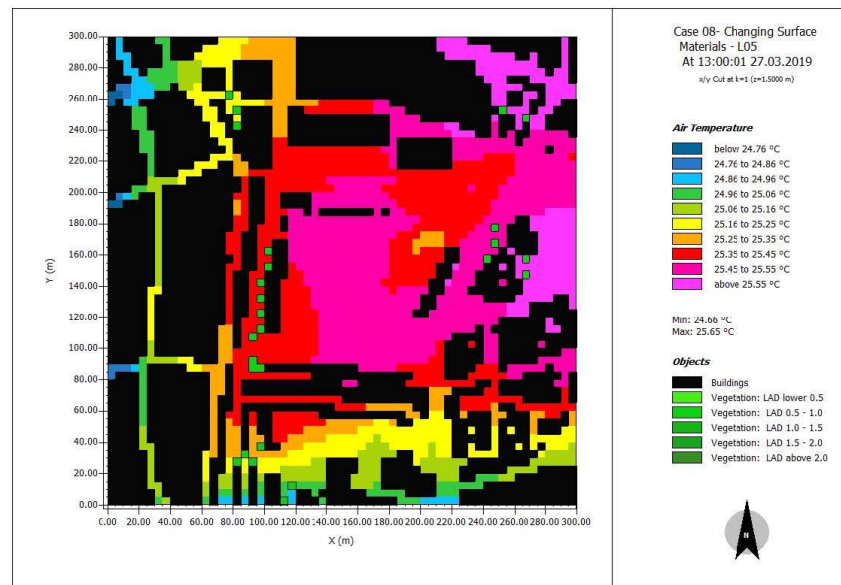 Case 08- Changing Surface
Materials - L05
At 13:00:01 27.03.2019
x/y Cut at k=1 (z=1.5000 m)
Air Temperature
below 24.76 °C
24.76 to 24.86 °C
24.86 to 24.96 °C
24.96 to 25.06 °C
25.06 to 25.16 °C
25.16 to 25.25 °C
25.25 to 25.35 °C
25.35 to 25.45 °C
25.45 to 25.55 °C
above 25.55 °C
Min: 24.66 °C
Max: 25.65 °C
Objects
Buildings
Vegetation: LAD lower 0.5
Vegetation: LAD 0.5 - 1.0
Vegetation: LAD 1.0 - 1.5
Vegetation: LAD 1.5 - 2.0
Vegetation: LAD above 2.0
N
300.00
280.00
260.00
240.00
220.00
200.00
180.00
160.00
140.00
120.00
100.00
80.00
60.00
40.00
20.00
0.00
Y (m)
0.00 20.00 40.00 60.00 80.00 100.00 120.00 140.00 160.00 180.00 200.00 220.00 240.00 260.00 280.00 300.00
X (m)